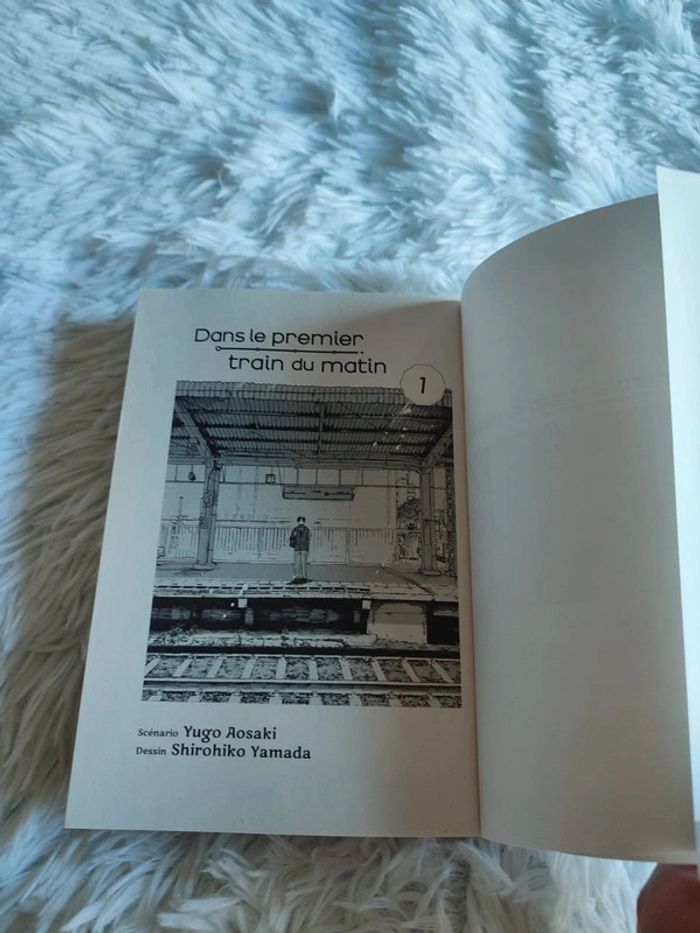 Dans le premier
train du matin
1
Scénario Yugo Aosaki
Dessin Shirohiko Yamada